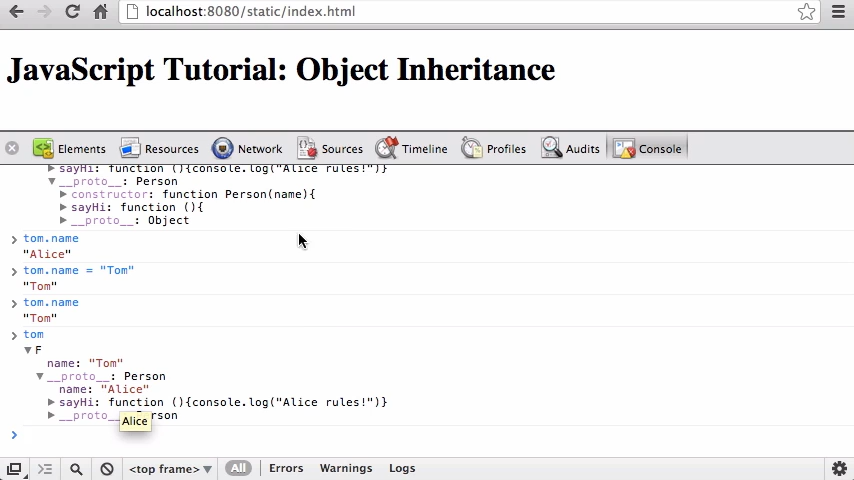 localhost:8080/static/index.html
JavaScript Tutorial: Object Inheritance
Elements Resources Network Sources Timeline Profiles Audits Console
sayHi: function (){console.log("Alice rules!")}
__proto__: Person
constructor: function Person(name){
sayHi: function (){
__proto__: Object
tom.name
"Alice"
tom.name = "Tom"
"Tom"
tom.name
"Tom"
tom
F
name: "Tom"
__proto__: Person
name: "Alice"
sayHi: function (){console.log("Alice rules!")}
__proto__: Person
Alice
<top frame> All Errors Warnings Logs